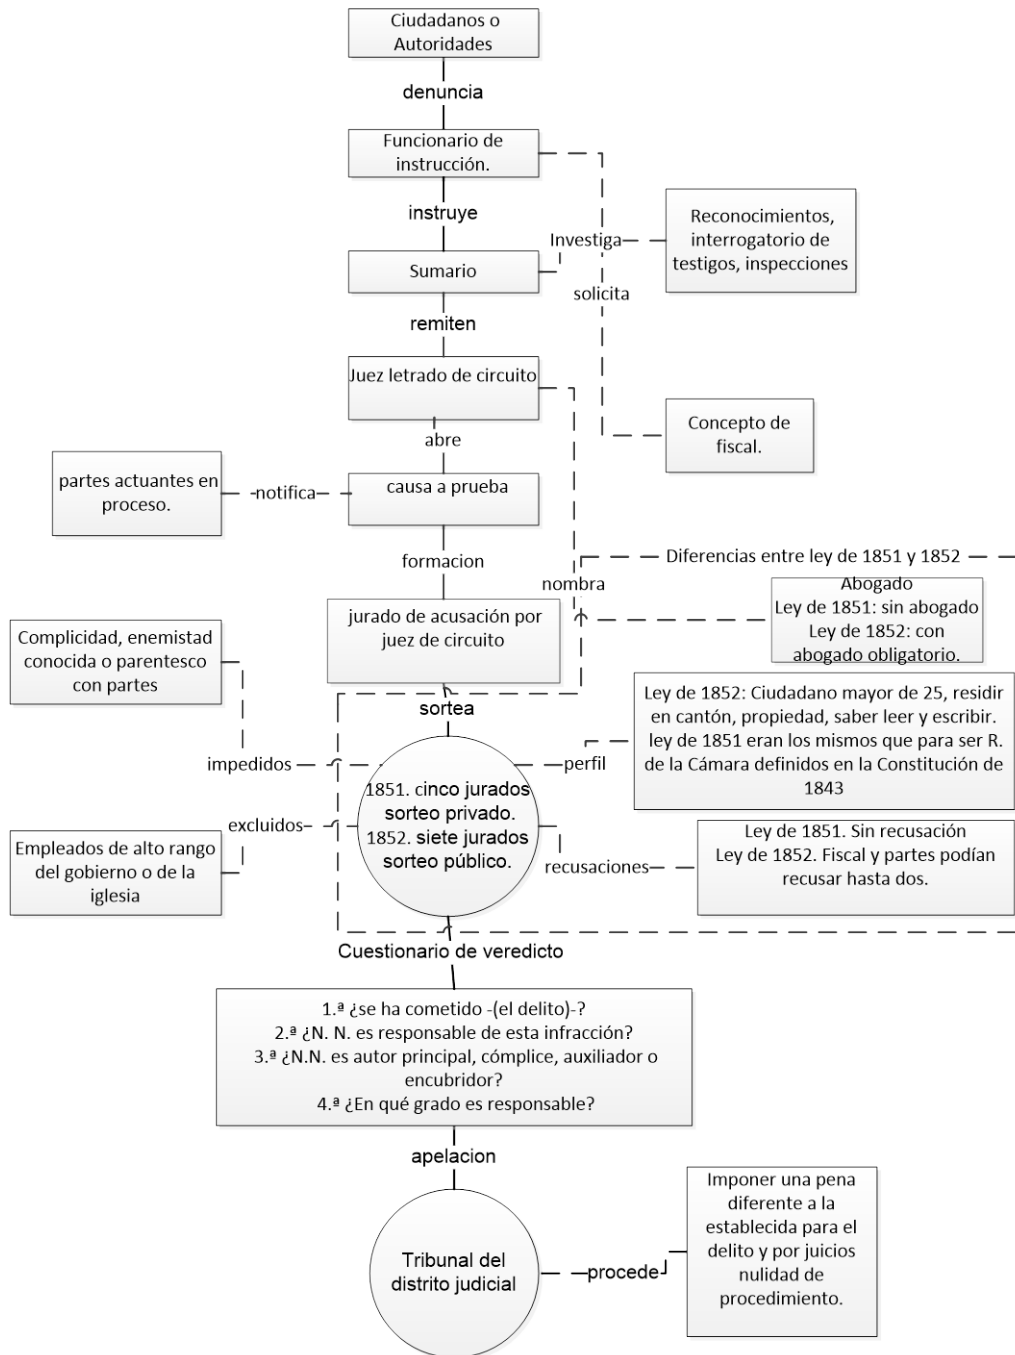 Ciudadanos o
Autoridades
denuncia
Funcionario de
instrucción.
instruye
Investiga
Reconocimientos,
interrogatorio de
testigos, inspecciones
Sumario
solicita
remiten
Juez letrado de circuito
Concepto de
fiscal.
abre
partes actuantes en
proceso.
notifica
causa a prueba
formacion
Diferencias entre ley de 1851 y 1852
nombra
Abogado
Ley de 1851: sin abogado
Ley de 1852: con
abogado obligatorio.
jurado de acusación por
juez de circuito
Complicidad, enemistad
conocida o parentesco
con partes
sortea
Ley de 1852: Ciudadano mayor de 25, residir
en cantón, propiedad, saber leer y escribir.
ley de 1851 eran los mismos que para ser R.
de la Cámara definidos en la Constitución de
1843
impedidos
perfil
1851. cinco jurados
sorteo privado.
1852. siete jurados
sorteo público.
excluidos
Empleados de alto rango
del gobierno o de la
iglesia
recusaciones
Ley de 1851. Sin recusación
Ley de 1852. Fiscal y partes podían
recusar hasta dos.
Cuestionario de veredicto
1.ª ¿se ha cometido -(el delito)-?
2.ª ¿N. N. es responsable de esta infracción?
3.ª ¿N.N. es autor principal, cómplice, auxiliador o
encubridor?
4.ª ¿En qué grado es responsable?
apelacion
Tribunal del
distrito judicial
procede
Imponer una pena
diferente a la
establecida para el
delito y por juicios
nulidad de
procedimiento.